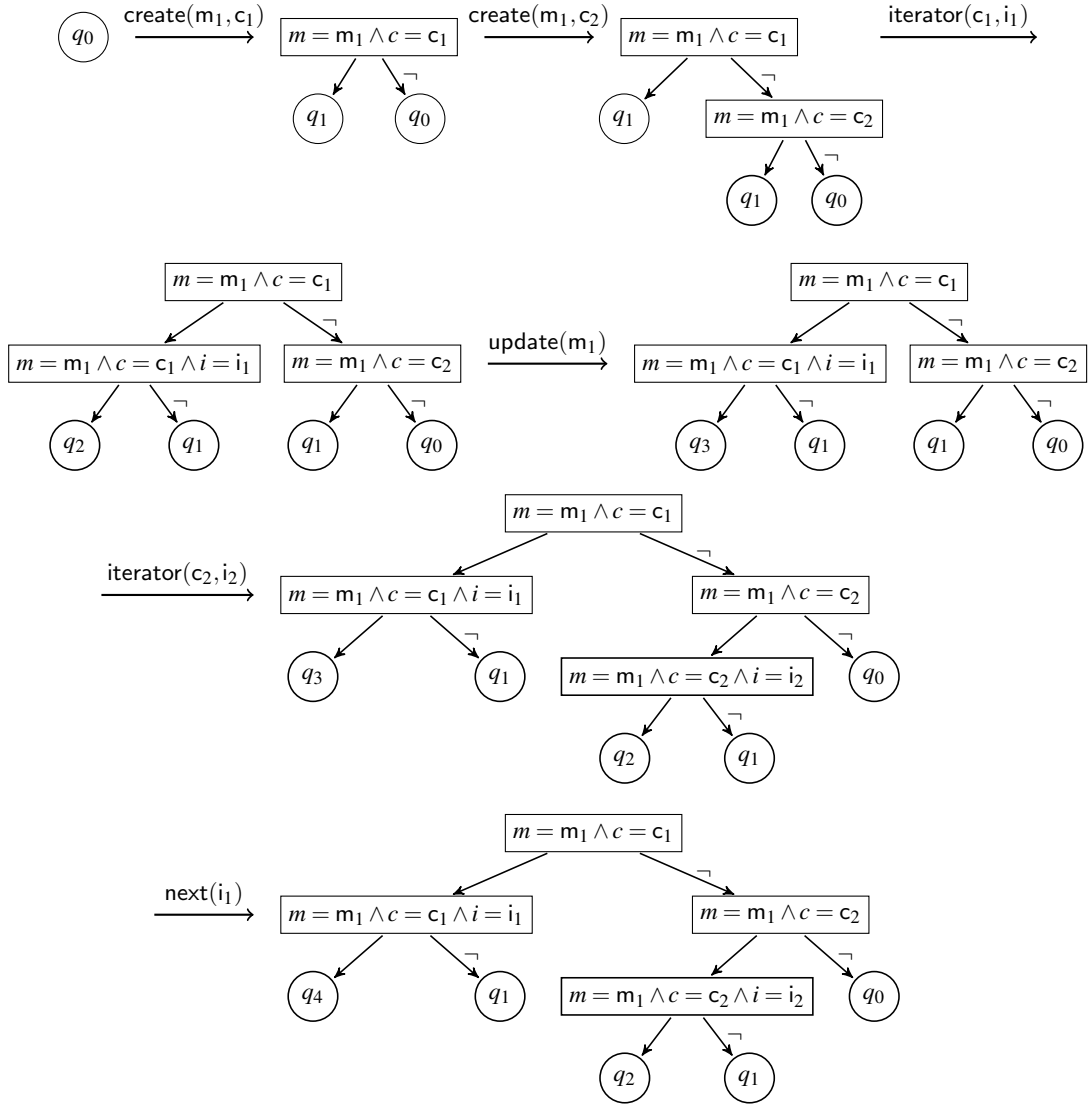 q0 create(m1, c1) m = m1 ∧ c = c1 create(m1, c2) m = m1 ∧ c = c1 iterator(c1, i1)
¬ ¬
q1 q0 q1 m = m1 ∧ c = c2
¬
q1 q0
m = m1 ∧ c = c1 m = m1 ∧ c = c1
¬ ¬
m = m1 ∧ c = c1 ∧ i = i1 m = m1 ∧ c = c2 update(m1) m = m1 ∧ c = c1 ∧ i = i1 m = m1 ∧ c = c2
¬ ¬ ¬ ¬
q2 q1 q1 q0 q3 q1 q1 q0
m = m1 ∧ c = c1
¬
iterator(c2, i2) m = m1 ∧ c = c1 ∧ i = i1 m = m1 ∧ c = c2
¬ ¬
q3 q1 m = m1 ∧ c = c2 ∧ i = i2 q0
¬
q2 q1
m = m1 ∧ c = c1
¬
next(i1) m = m1 ∧ c = c1 ∧ i = i1 m = m1 ∧ c = c2
¬ ¬
q4 q1 m = m1 ∧ c = c2 ∧ i = i2 q0
¬
q2 q1